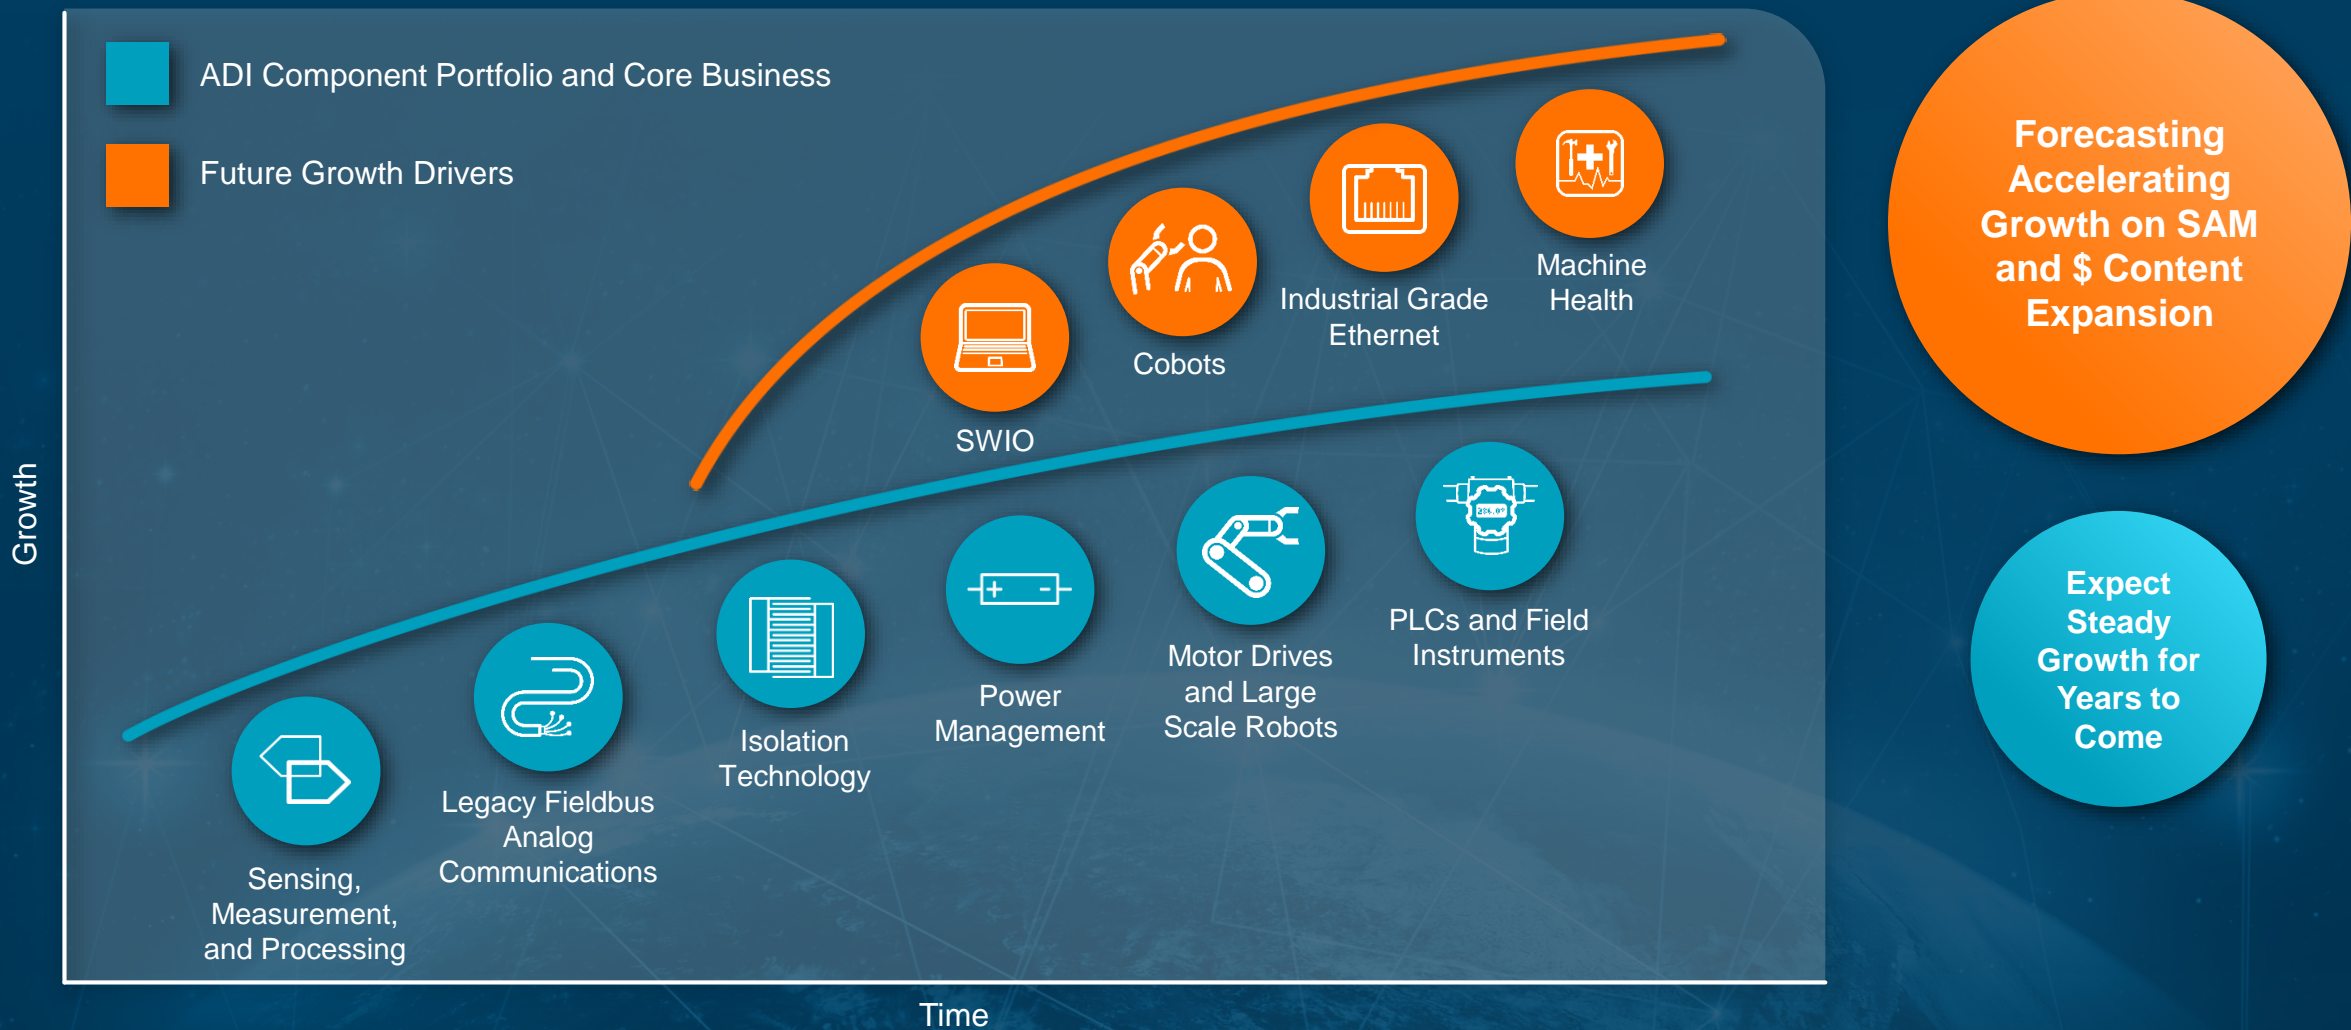 ADI Component Portfolio and Core Business
Future Growth Drivers
Growth
Time
SWIO
Cobots
Industrial Grade
Ethernet
Machine
Health
Sensing,
Measurement,
and Processing
Legacy Fieldbus
Analog
Communications
Isolation
Technology
Power
Management
Motor Drives
and Large
Scale Robots
PLCs and Field
Instruments
Forecasting
Accelerating
Growth on SAM
and $ Content
Expansion
Expect
Steady
Growth for
Years to
Come